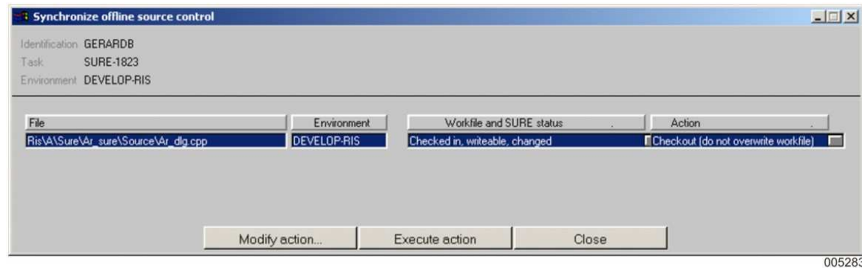 Synchronize offline source control
Identification GERARDB
Task SURE-1823
Environment DEVELOP-RIS
File Environment Workfile and SURE status . Action .
Ris\A\Sure\Ar_sure\Source\Ar_dlg.cpp DEVELOP-RIS Checked in, writeable, changed Checkout (do not overwrite workfile)
Modify action... Execute action Close
005283